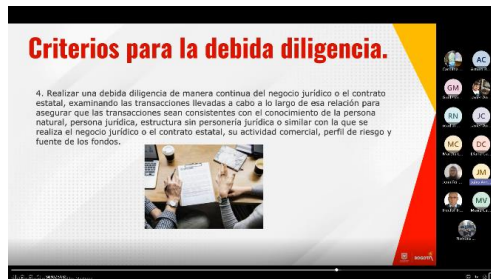 Criterios para la debida diligencia.
4. Realizar una debida diligencia de manera continua del negocio jurídico o el contrato
estatal, examinando las transacciones llevadas a cabo a lo largo de esa relación para
asegurar que las transacciones sean consistentes con el conocimiento de la persona
natural, persona jurídica, estructura sin personería jurídica o similar con la que se
realiza el negocio jurídico o el contrato estatal, su actividad comercial, perfil de riesgo y
fuente de los fondos.
BOGOTÁ
AC
GM
RN
JC
MC
DC
JM
MV